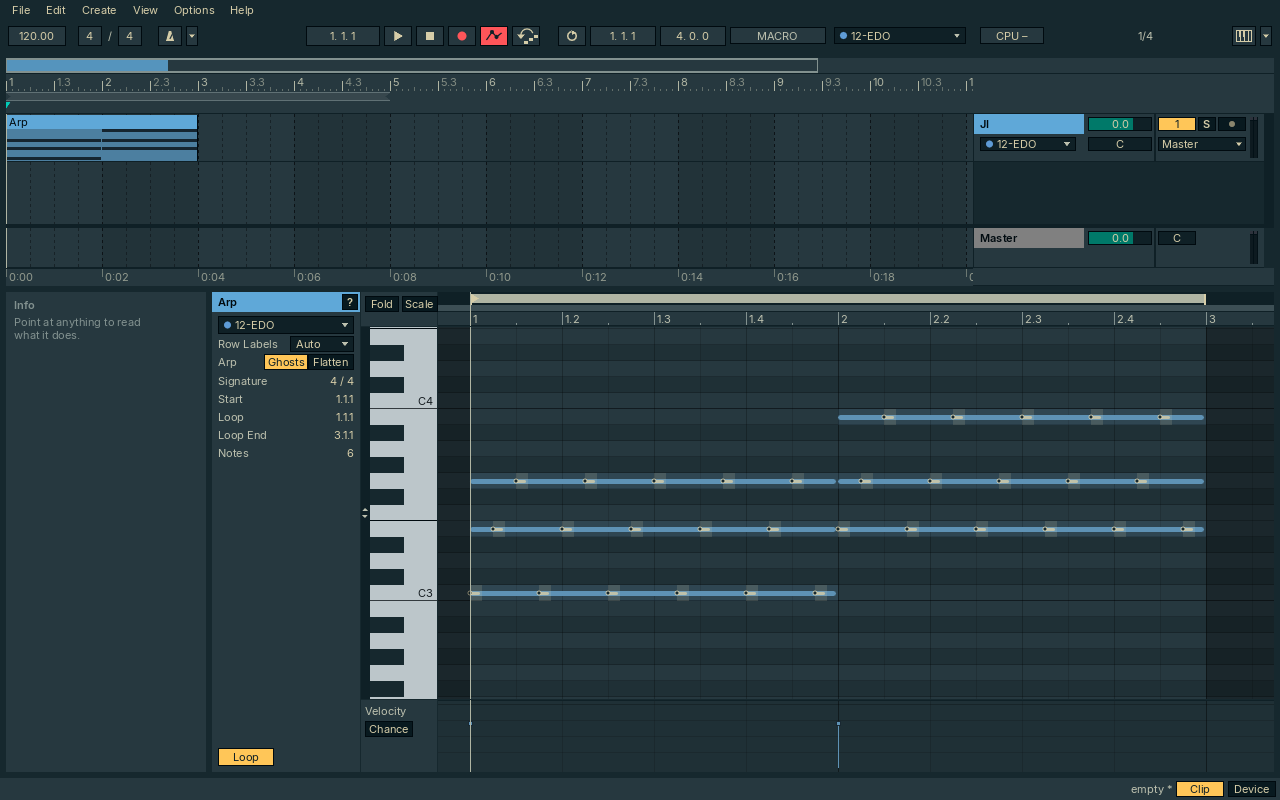 File Edit Create View Options Help
120.00 4 / 4 1. 1. 1 1. 1. 1 4. 0. 0 MACRO 12-EDO CPU – 1/4
1 1.3 2 2.3 3 3.3 4 4.3 5 5.3 6 6.3 7 7.3 8 8.3 9 9.3 10 10.3 1
Arp
JI 0.0 1 S
12-EDO C Master
Master 0.0 C
0:00 0:02 0:04 0:06 0:08 0:10 0:12 0:14 0:16 0:18
Info
Point at anything to read
what it does.
Arp ?
12-EDO
Row Labels Auto
Arp Ghosts Flatten
Signature 4 / 4
Start 1.1.1
Loop 1.1.1
Loop End 3.1.1
Notes 6
Loop
Fold Scale
1 1.2 1.3 1.4 2 2.2 2.3 2.4 3
C4
C3
Velocity
Chance
empty * Clip Device